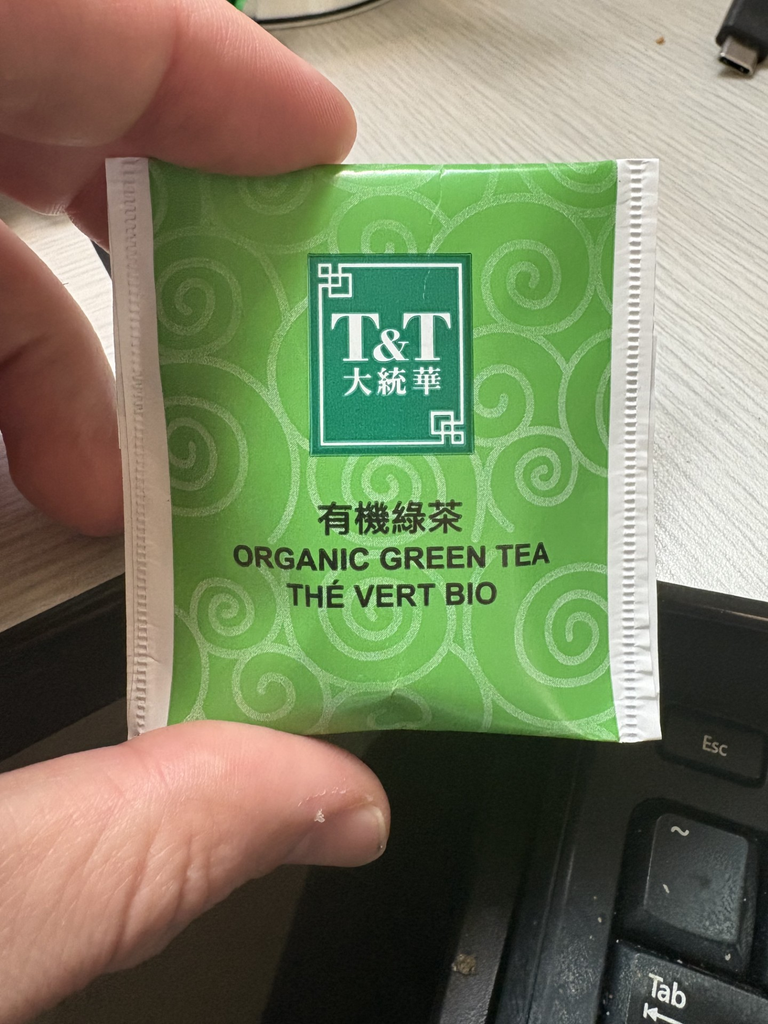 T&T
大統華
有機綠茶
ORGANIC GREEN TEA
THÉ VERT BIO
Esc
~
Tab